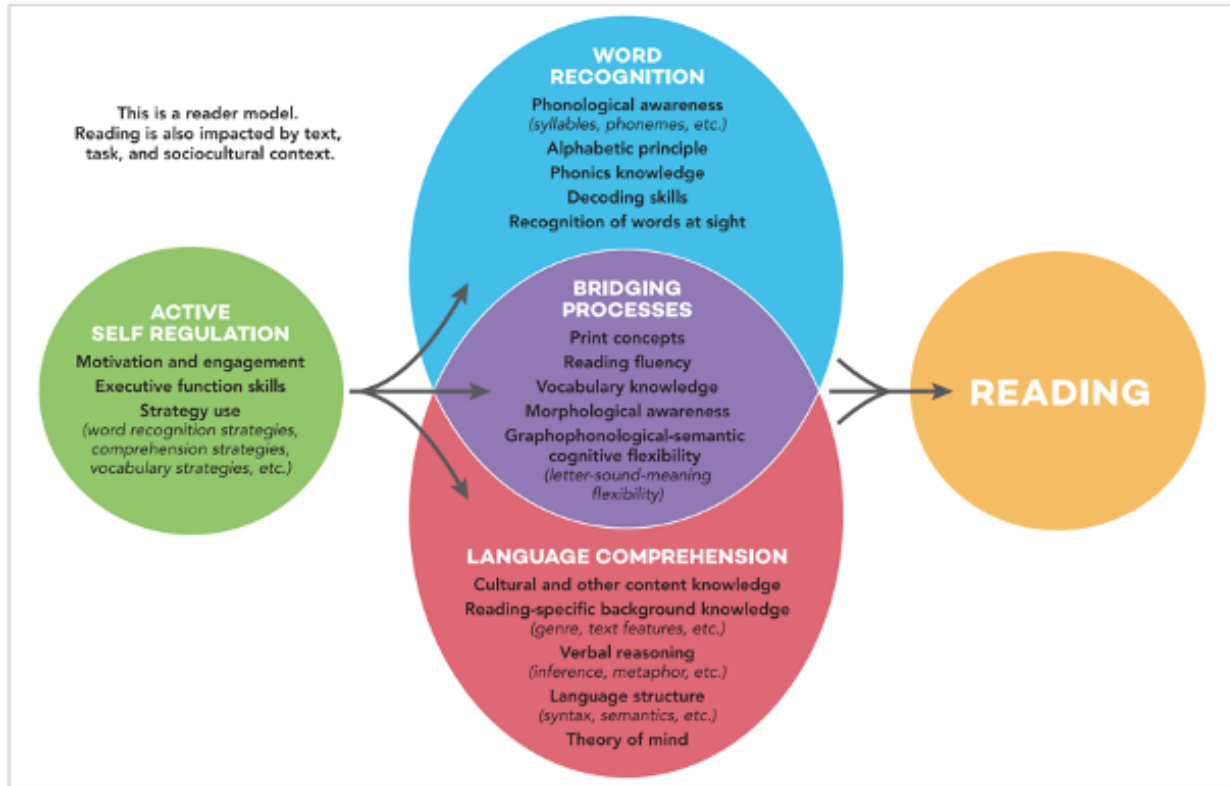 This is a reader model.
Reading is also impacted by text,
task, and sociocultural context.
ACTIVE
SELF REGULATION
Motivation and engagement
Executive function skills
Strategy use
(word recognition strategies,
comprehension strategies,
vocabulary strategies, etc.)
WORD
RECOGNITION
Phonological awareness
(syllables, phonemes, etc.)
Alphabetic principle
Phonics knowledge
Decoding skills
Recognition of words at sight
BRIDGING
PROCESSES
Print concepts
Reading fluency
Vocabulary knowledge
Morphological awareness
Graphophonological-semantic
cognitive flexibility
(letter-sound-meaning
flexibility)
LANGUAGE COMPREHENSION
Cultural and other content knowledge
Reading-specific background knowledge
(genre, text features, etc.)
Verbal reasoning
(inference, metaphor, etc.)
Language structure
(syntax, semantics, etc.)
Theory of mind
READING